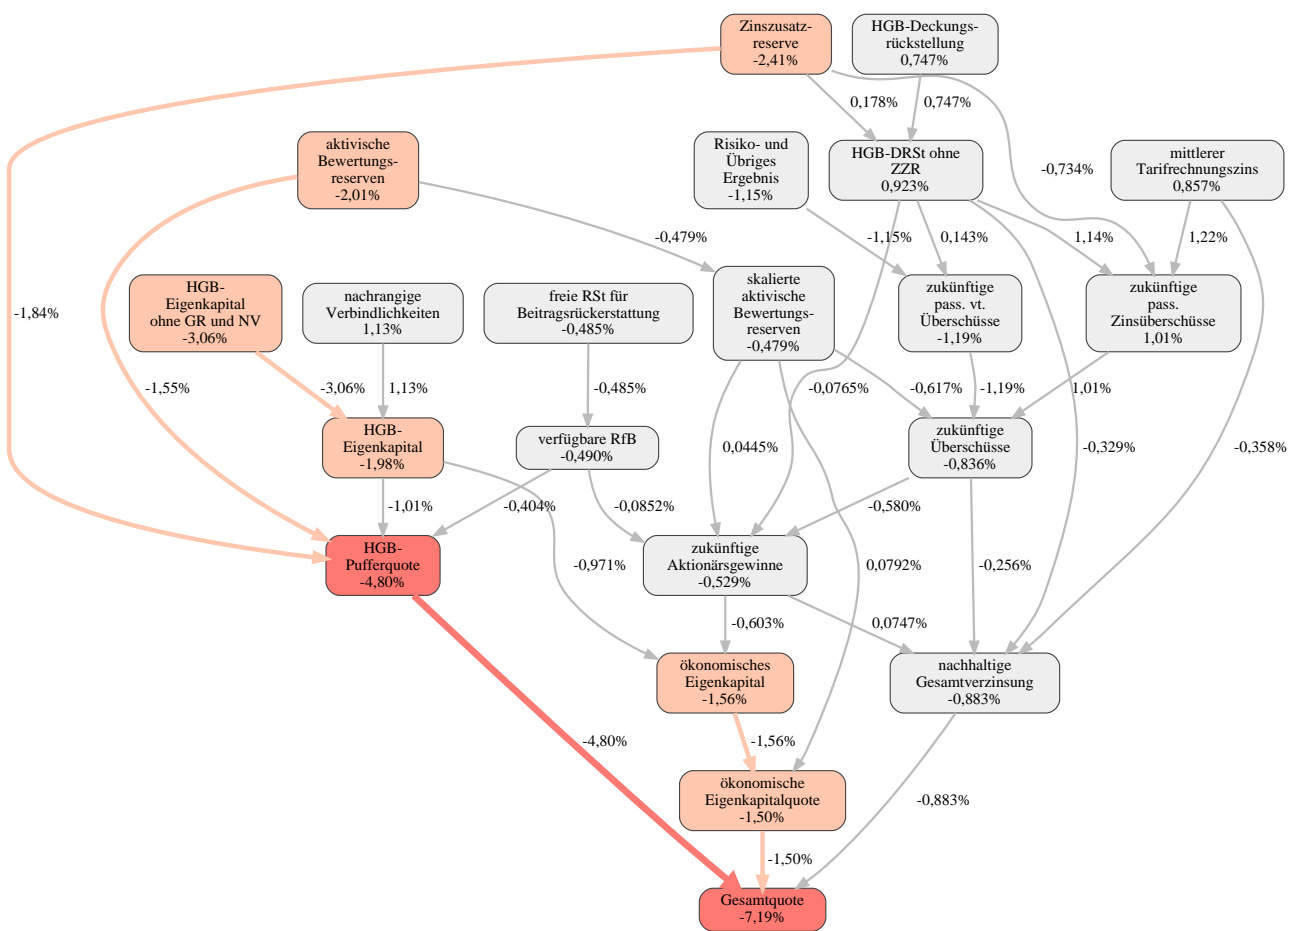 Zinszusatz-
reserve
-2,41%
HGB-Deckungs-
rückstellung
0,747%
0,178%
0,747%
aktivische
Bewertungs-
reserven
-2,01%
Risiko- und
Übriges
Ergebnis
-1,15%
HGB-DRSt ohne
ZZR
0,923%
-0,734%
mittlerer
Tarifrechnungszins
0,857%
-0,479%
-1,15%
0,143%
1,14%
1,22%
-1,84%
HGB-
Eigenkapital
ohne GR und NV
-3,06%
nachrangige
Verbindlichkeiten
1,13%
freie RSt für
Beitragsrückerstattung
-0,485%
skalierte
aktivische
Bewertungs-
reserven
-0,479%
zukünftige
pass. vt.
Überschüsse
-1,19%
zukünftige
pass.
Zinsüberschüsse
1,01%
-1,55%
-3,06%
1,13%
-0,485%
-0,0765%
-0,617%
-1,19%
1,01%
HGB-
Eigenkapital
-1,98%
verfügbare RfB
-0,490%
0,0445%
zukünftige
Überschüsse
-0,836%
-0,329%
-0,358%
-1,01%
-0,404%
-0,0852%
-0,580%
HGB-
Pufferquote
-4,80%
-0,971%
zukünftige
Aktionärsgewinne
-0,529%
0,0792%
-0,256%
-0,603%
0,0747%
ökonomisches
Eigenkapital
-1,56%
nachhaltige
Gesamtverzinsung
-0,883%
-4,80%
-1,56%
ökonomische
Eigenkapitalquote
-1,50%
-0,883%
-1,50%
Gesamtquote
-7,19%